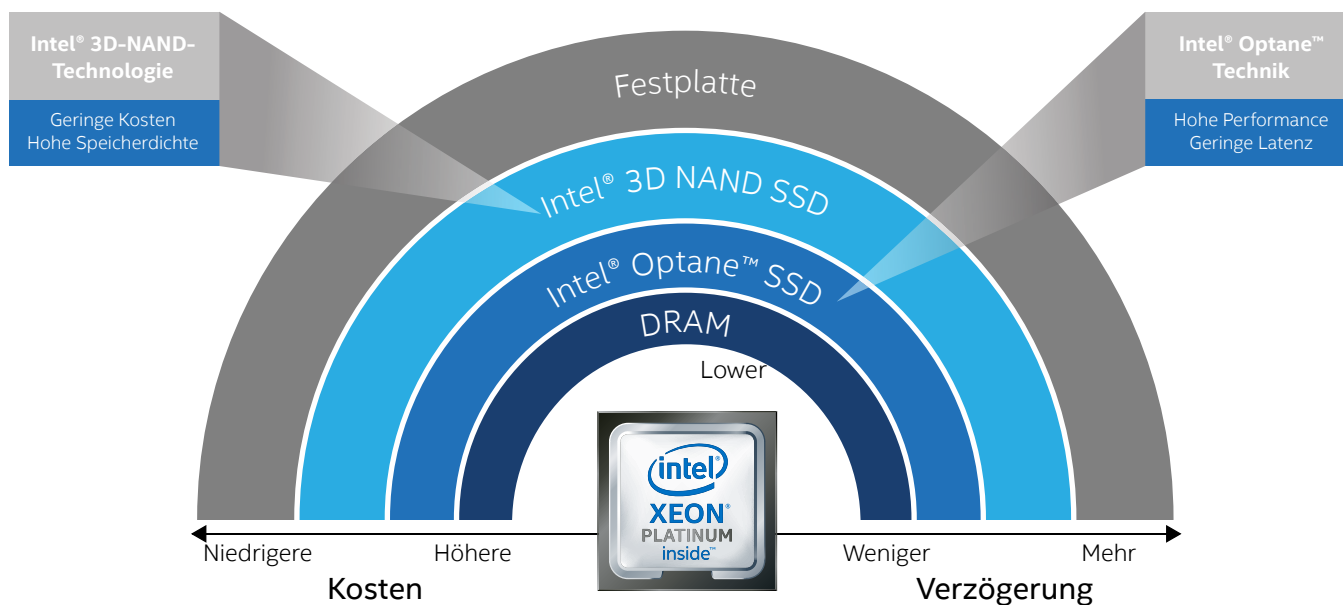 Intel® 3D-NAND-
Technologie
Geringe Kosten
Hohe Speicherdichte
Intel® Optane™
Technik
Hohe Performance
Geringe Latenz
Festplatte
Intel® 3D NAND SSD
Intel® Optane™ SSD
DRAM
Lower
intel
XEON®
PLATINUM
inside™
Niedrigere
Höhere
Weniger
Mehr
Kosten
Verzögerung